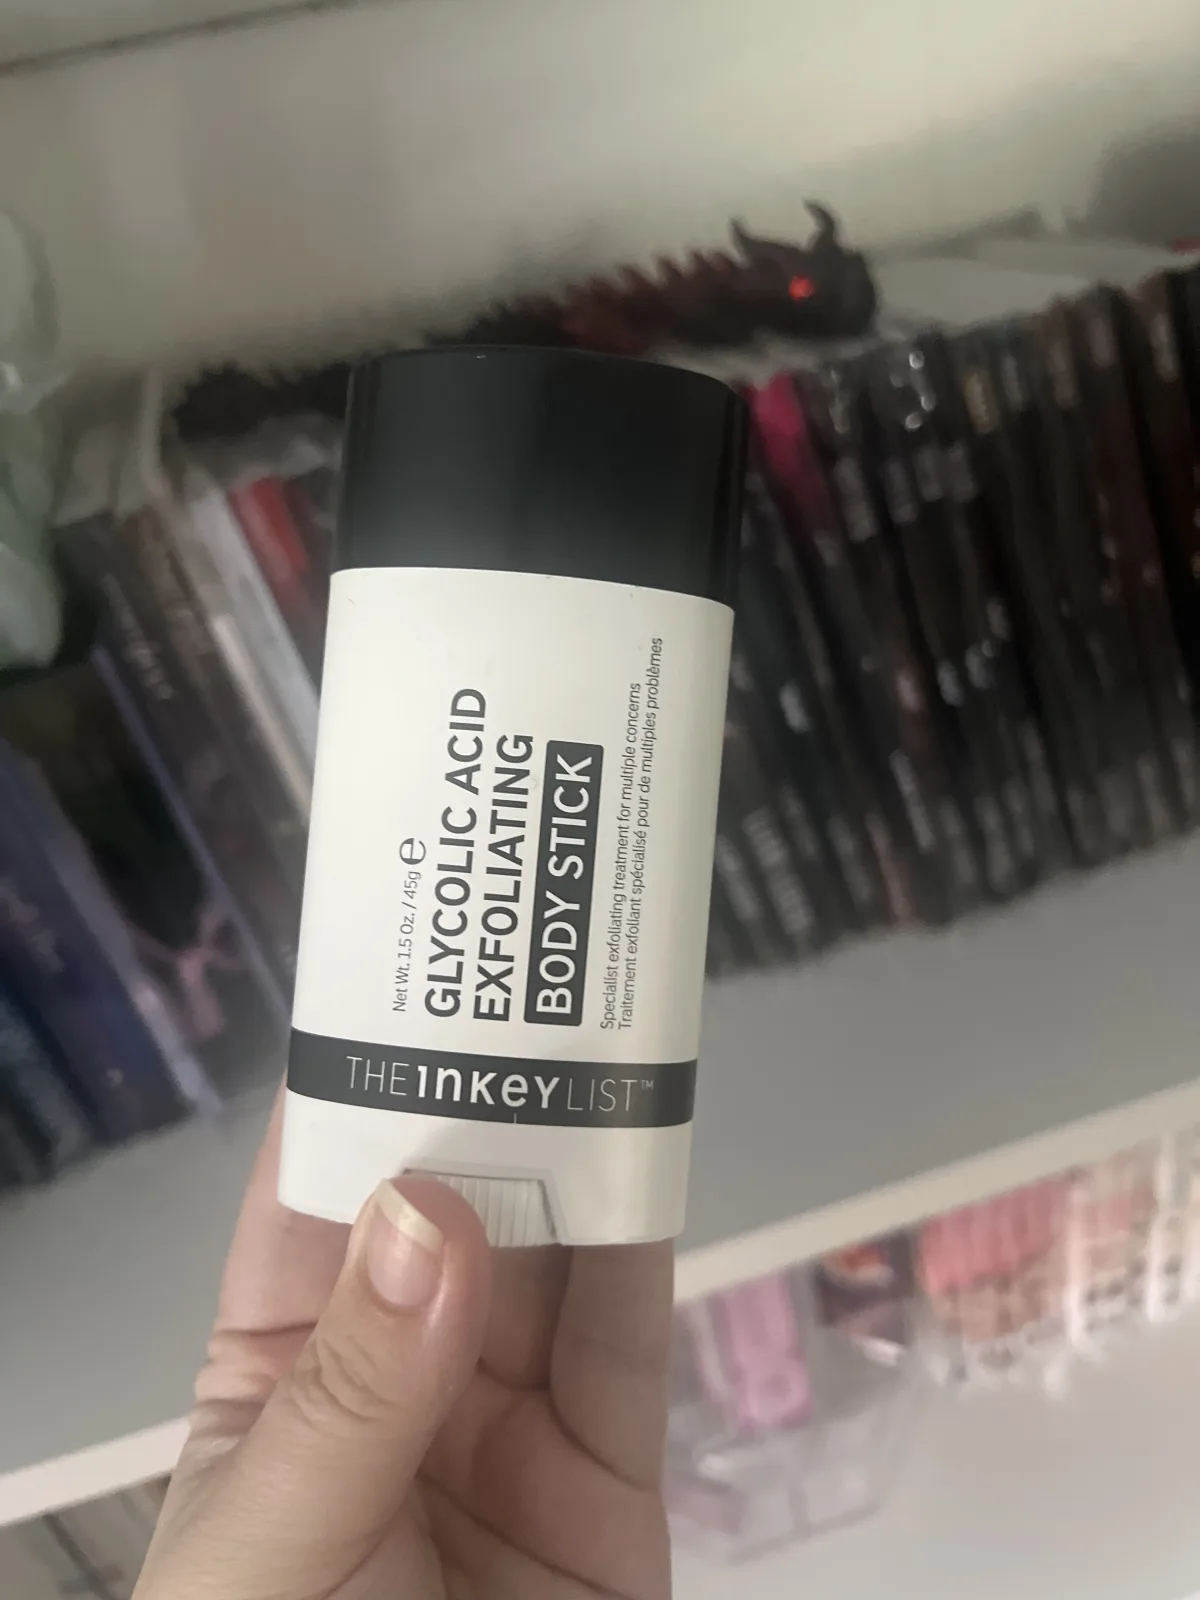 Net Wt. 1.5 Oz. / 45g ℮
GLYCOLIC ACID
EXFOLIATING
BODY STICK
Specialist exfoliating treatment for multiple concerns
Traitement exfoliant spécialisé pour de multiples problèmes
THE INKEY LIST™